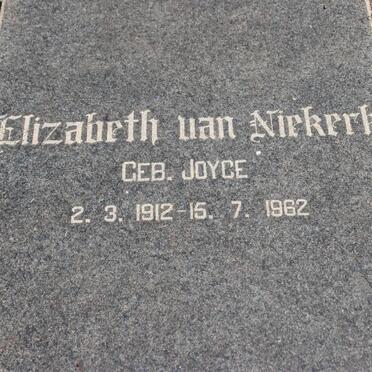 Elizabeth van Niekerk
GEB. JOYCE
2. 3. 1912-15. 7. 1962